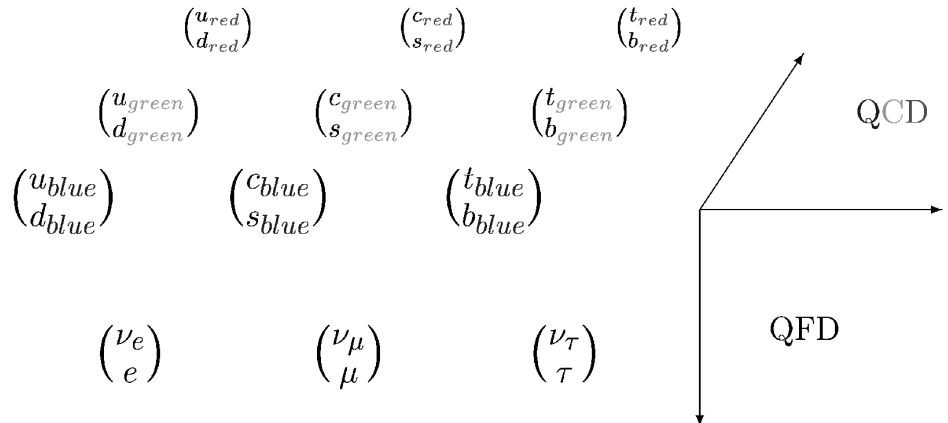 u_red c_red t_red
d_red s_red b_red
u_green c_green t_green
d_green s_green b_green
QCD
u_blue c_blue t_blue
d_blue s_blue b_blue
QFD
ν_e ν_μ ν_τ
e μ τ